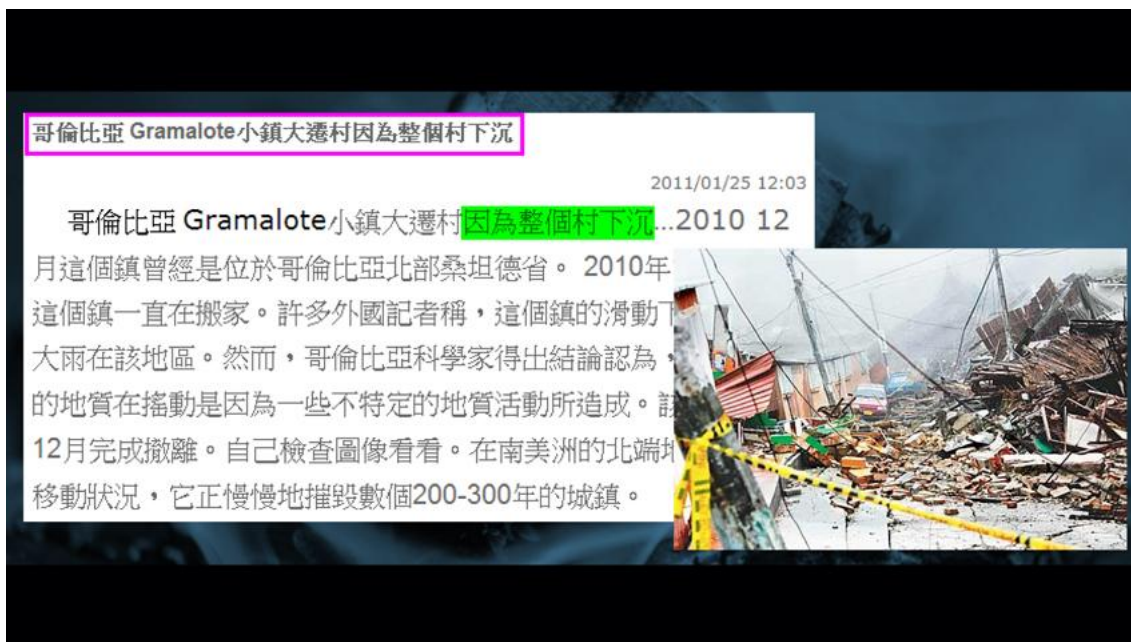 哥倫比亞 Gramalote小鎮大遷村因為整個村下沉
2011/01/25 12:03
哥倫比亞 Gramalote小鎮大遷村因為整個村下沉...2010 12
月這個鎮曾經是位於哥倫比亞北部桑坦德省。 2010年
這個鎮一直在搬家。許多外國記者稱，這個鎮的滑動下
大雨在該地區。然而，哥倫比亞科學家得出結論認為，
的地質在搖動是因為一些不特定的地質活動所造成。該
12月完成撤離。自己檢查圖像看看。在南美洲的北端地
移動狀況，它正慢慢地摧毀數個200-300年的城鎮。